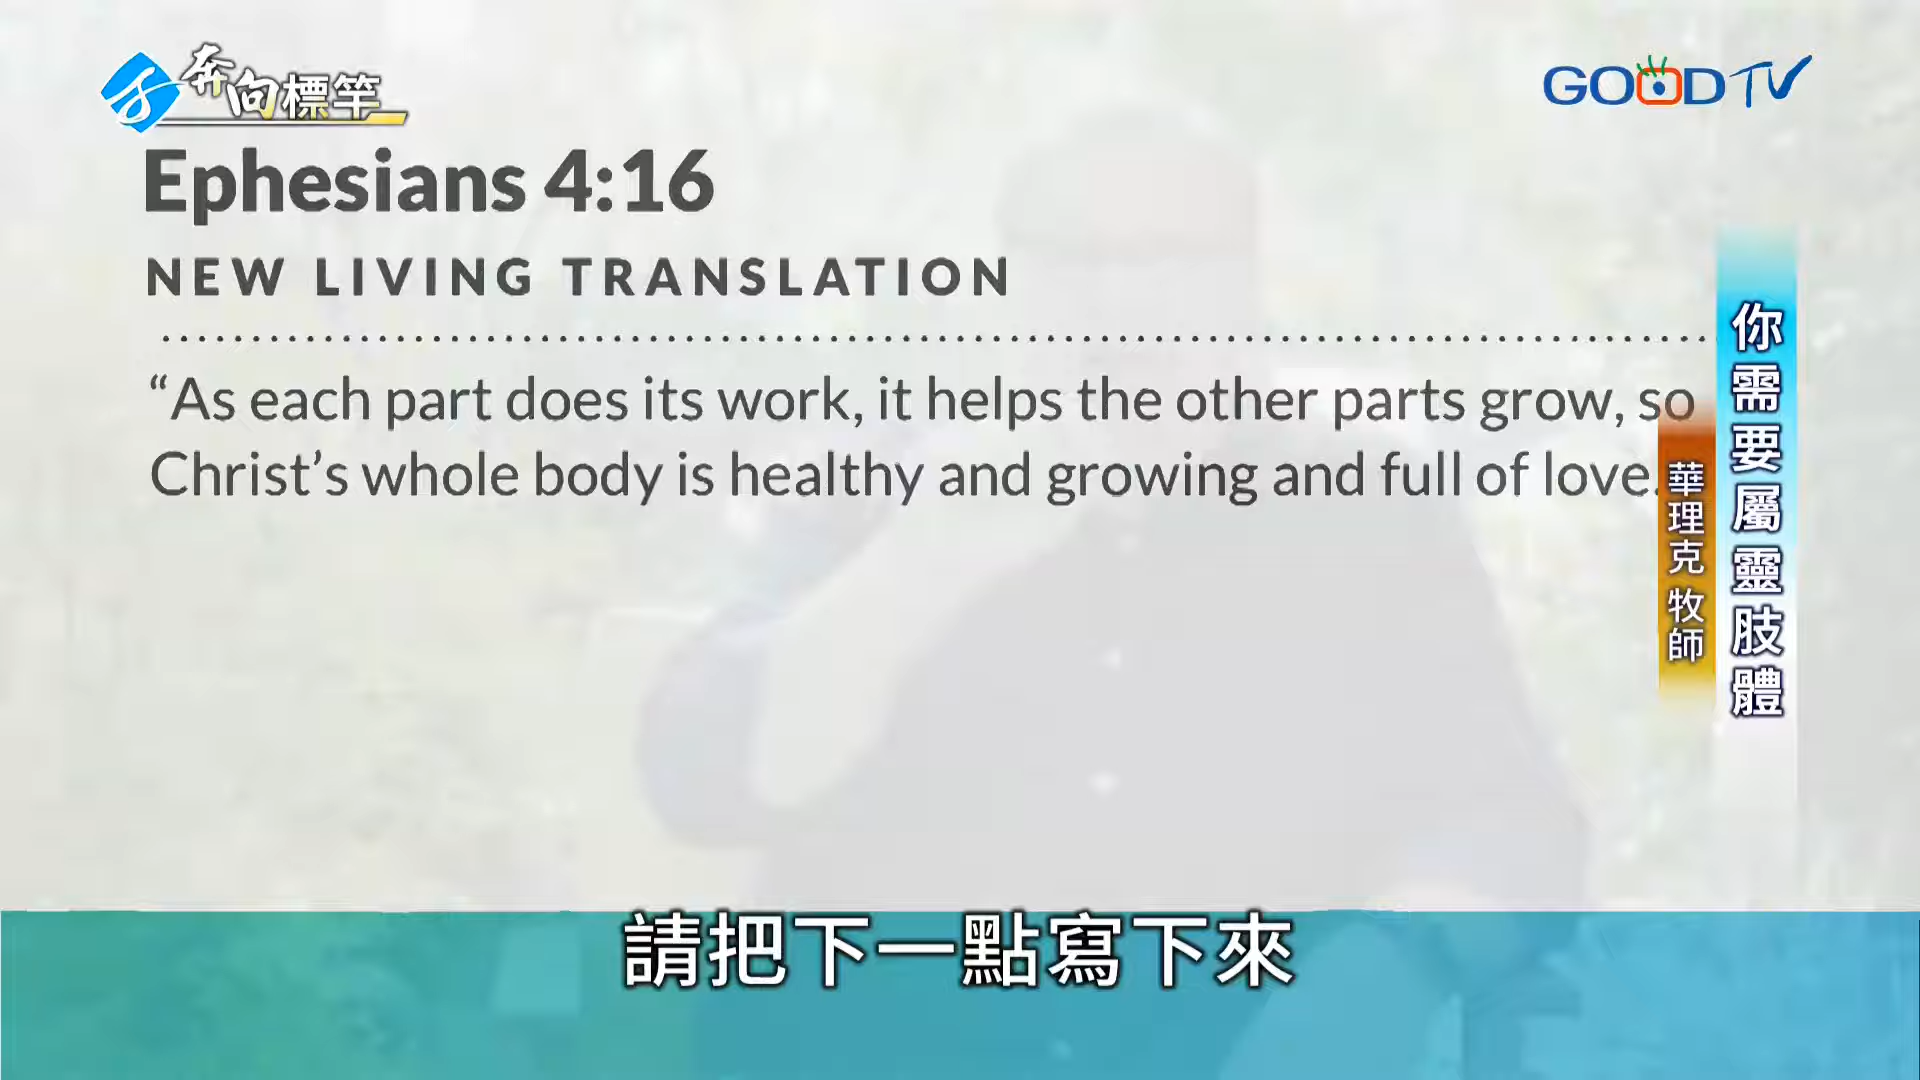 奔向標竿
GOOD TV
Ephesians 4:16
NEW LIVING TRANSLATION
“As each part does its work, it helps the other parts grow, so
Christ’s whole body is healthy and growing and full of love.
你需要屬靈肢體
華理克 牧師
請把下一點寫下來